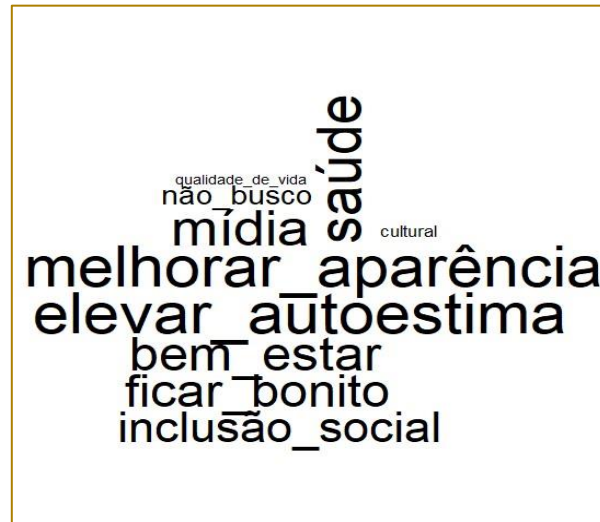 saúde
qualidade_de_vida
não_busco
mídia
cultural
melhorar_aparência
elevar_autoestima
bem_estar
ficar_bonito
inclusão_social